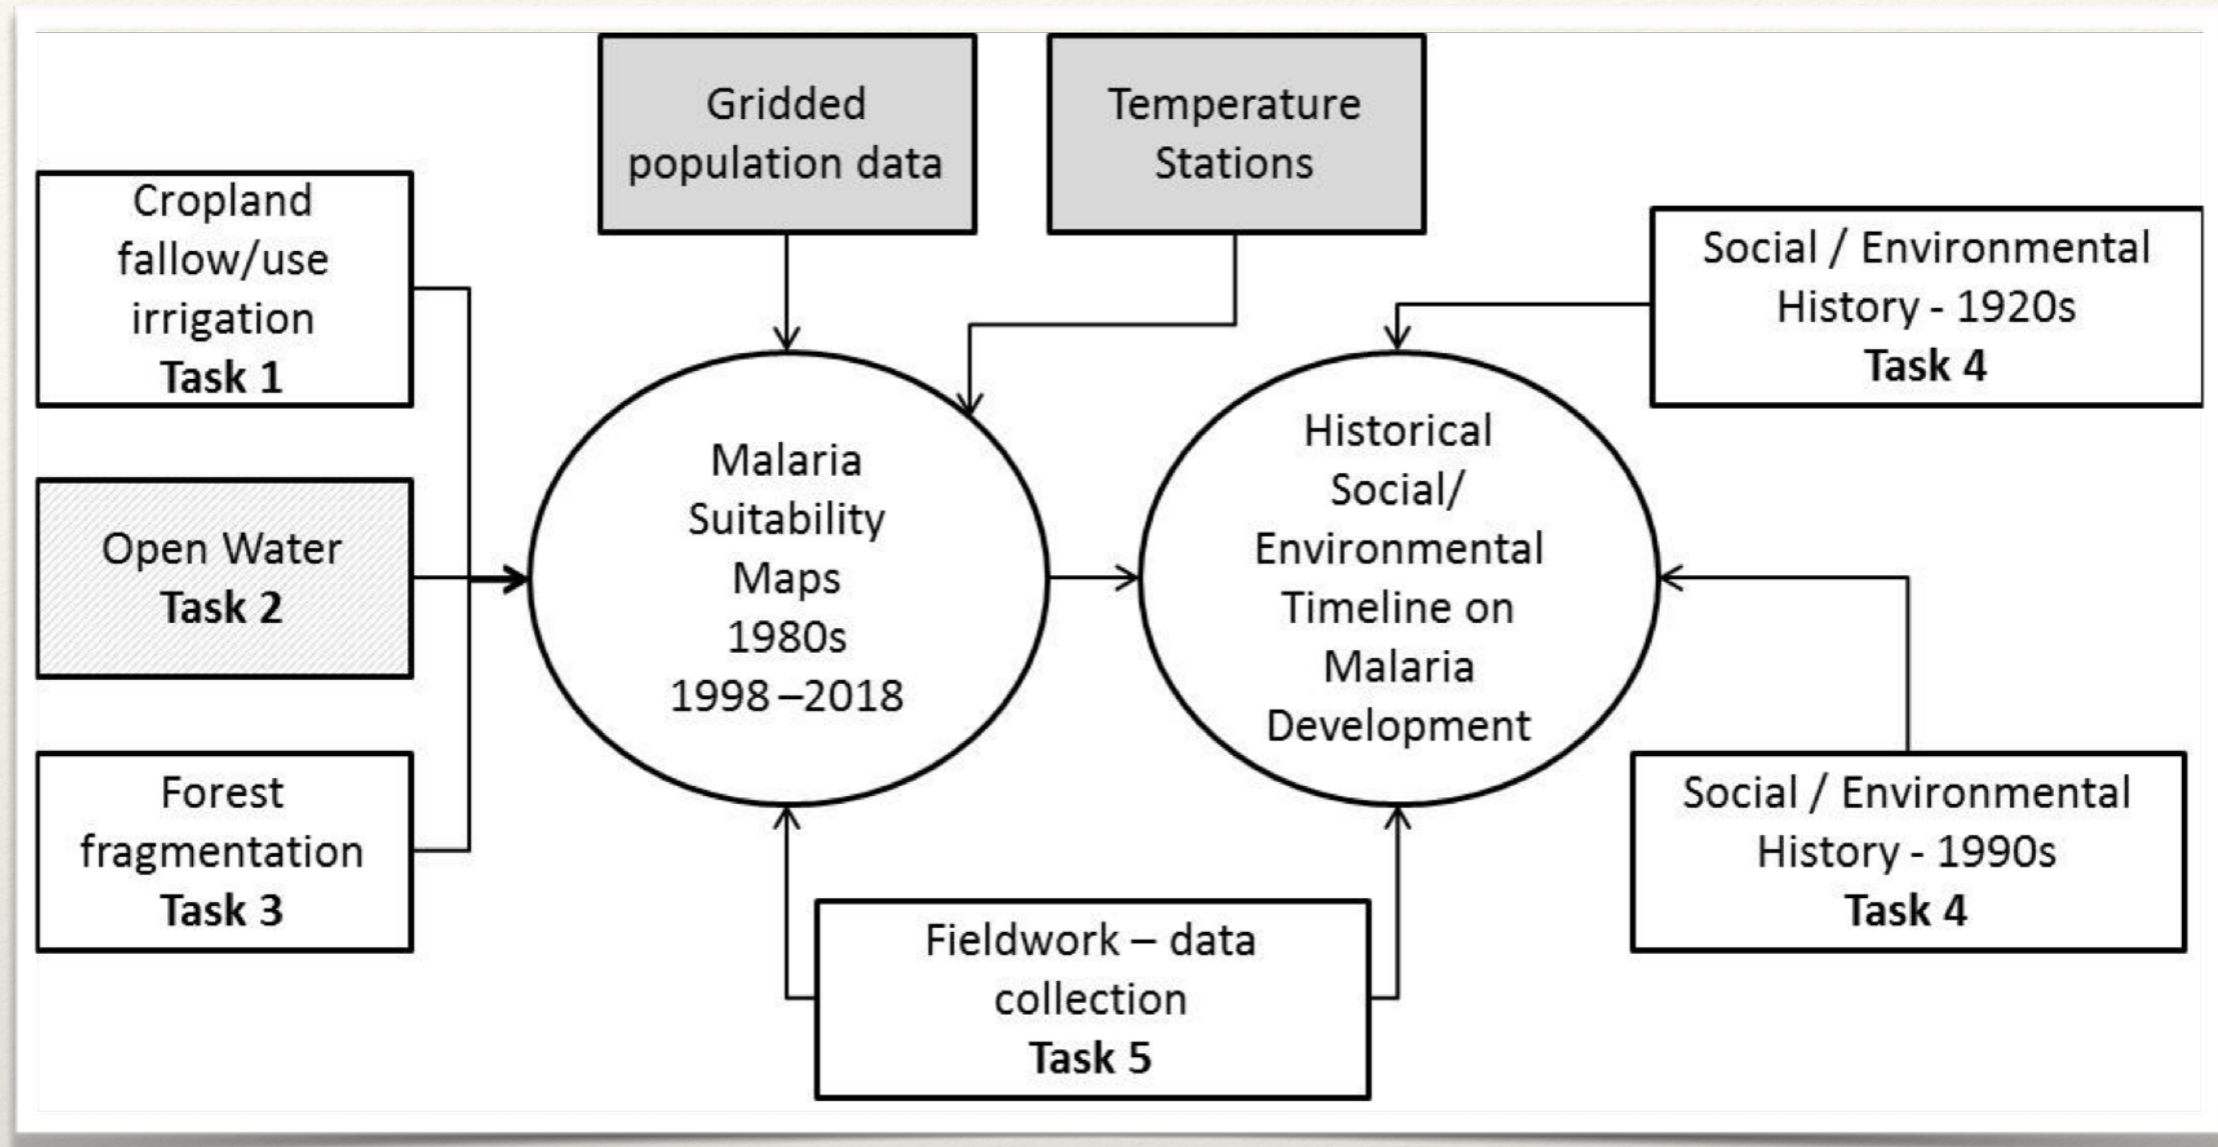 Gridded
population data
Temperature
Stations
Cropland
fallow/use
irrigation
Task 1
Social / Environmental
History - 1920s
Task 4
Open Water
Task 2
Malaria
Suitability
Maps
1980s
1998–2018
Historical
Social/
Environmental
Timeline on
Malaria
Development
Forest
fragmentation
Task 3
Social / Environmental
History - 1990s
Task 4
Fieldwork – data
collection
Task 5